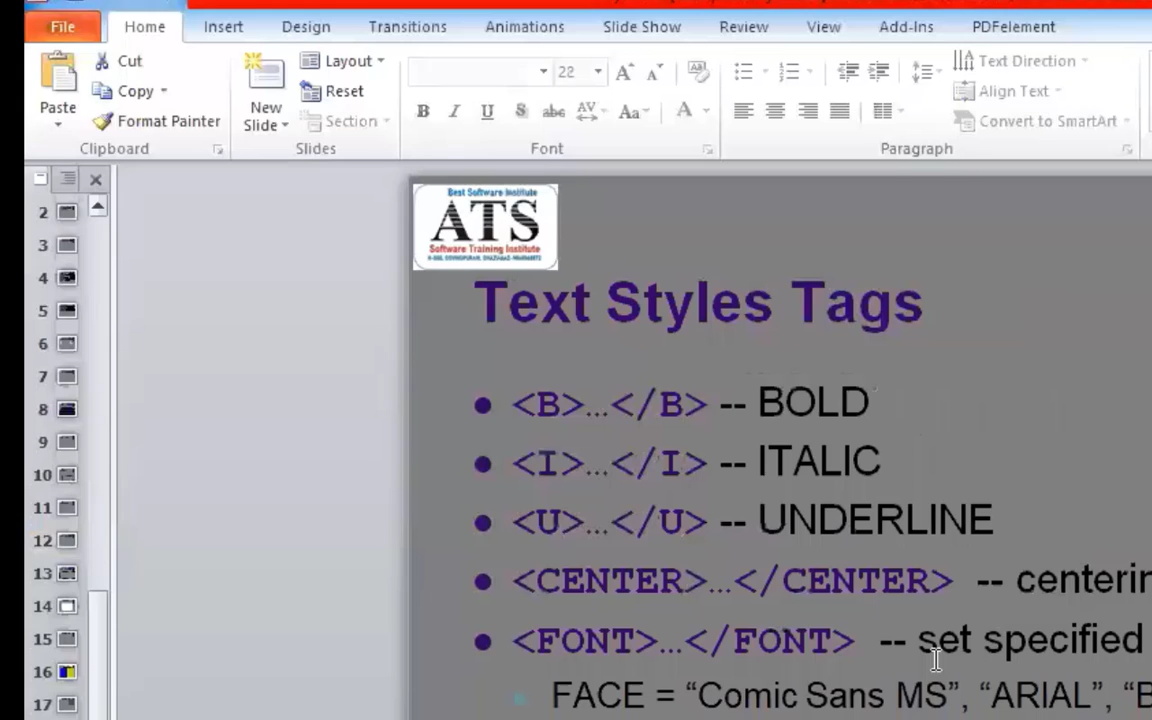 File Home Insert Design Transitions Animations Slide Show Review View Add-Ins PDFelement
Cut
Copy
Format Painter
Paste
Clipboard
New
Slide
Layout
Reset
Section
Slides
22
B I U S abc AV Aa A
Font
Text Direction
Align Text
Convert to SmartArt
Paragraph
2
3
4
5
6
7
8
9
10
11
12
13
14
15
16
17
Best Software Institute
ATS
Software Training Institute
Text Styles Tags
<B>…</B> -- BOLD
<I>…</I> -- ITALIC
<U>…</U> -- UNDERLINE
<CENTER>…</CENTER> -- centerin
<FONT>…</FONT> -- set specified
FACE = “Comic Sans MS”, “ARIAL”, “B